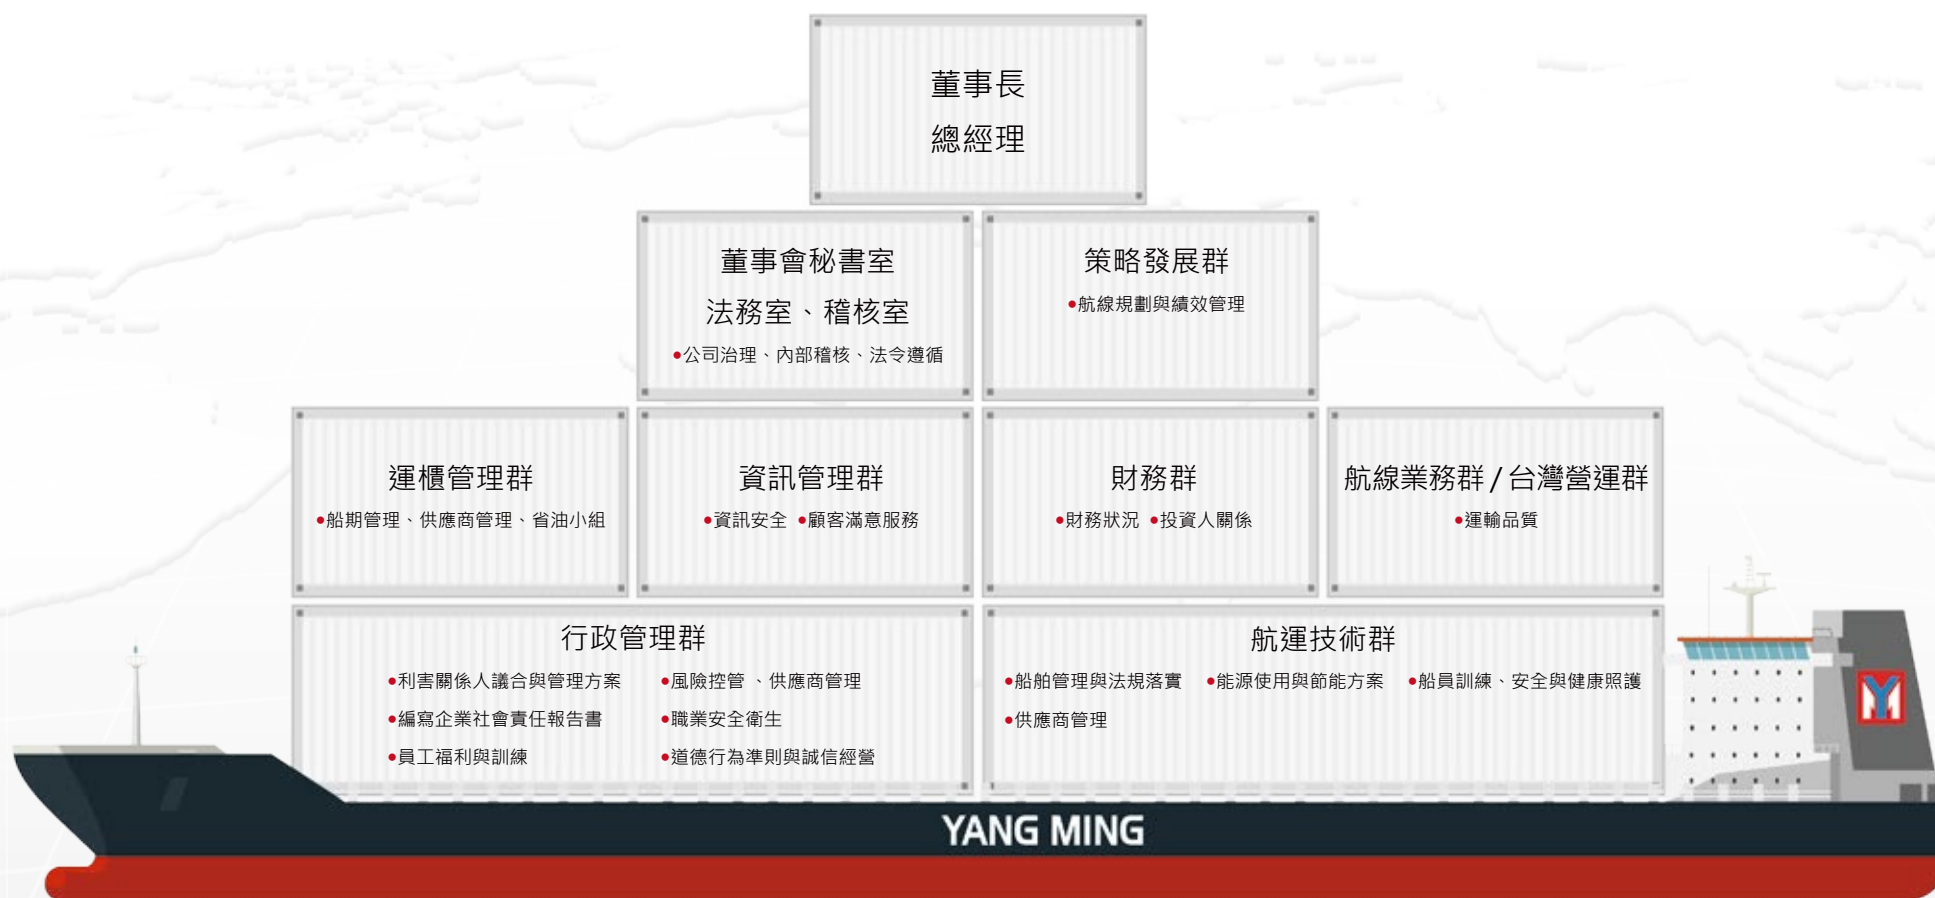 董事長
總經理
董事會秘書室
法務室、稽核室
•公司治理、內部稽核、法令遵循
策略發展群
•航線規劃與績效管理
運櫃管理群
•船期管理、供應商管理、省油小組
資訊管理群
•資訊安全 •顧客滿意服務
財務群
•財務狀況 •投資人關係
航線業務群 / 台灣營運群
•運輸品質
行政管理群
•利害關係人議合與管理方案 •風險控管 、供應商管理
•編寫企業社會責任報告書 •職業安全衛生
•員工福利與訓練 •道德行為準則與誠信經營
航運技術群
•船舶管理與法規落實 •能源使用與節能方案 •船員訓練、安全與健康照護
•供應商管理
YM
YANG MING